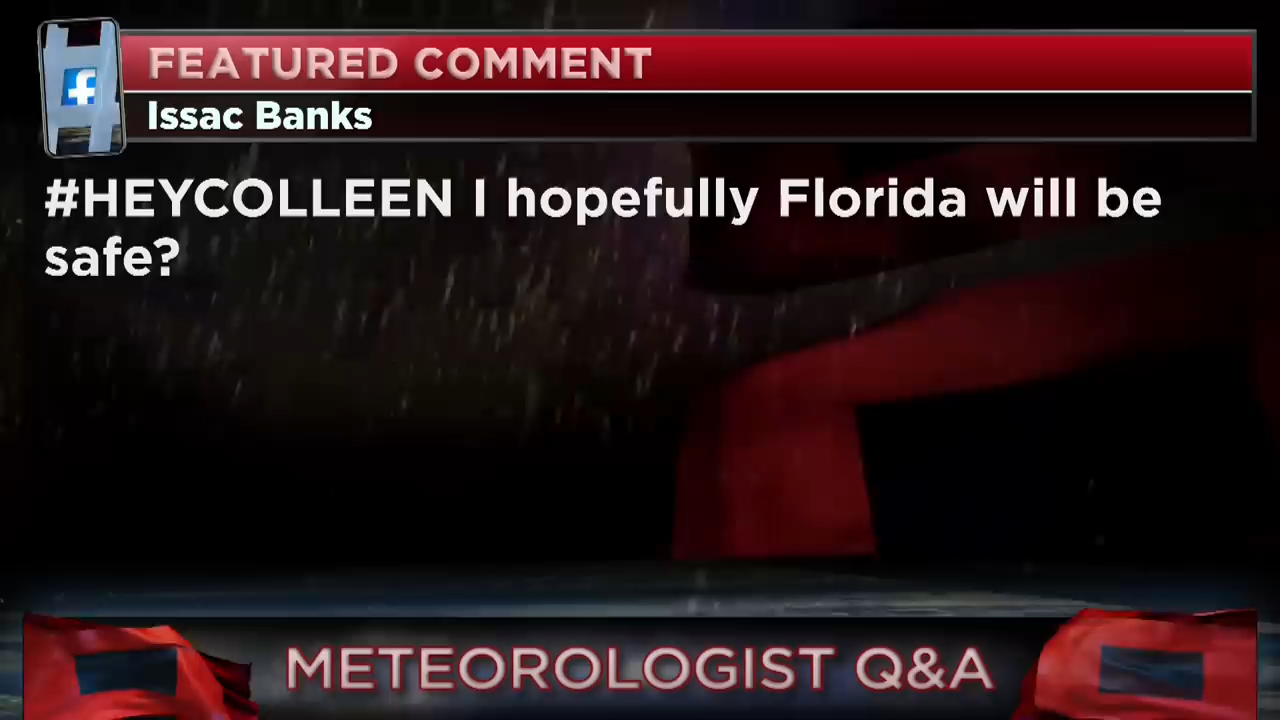 FEATURED COMMENT
Issac Banks
#HEYCOLLEEN I hopefully Florida will be
safe?
METEOROLOGIST Q&A